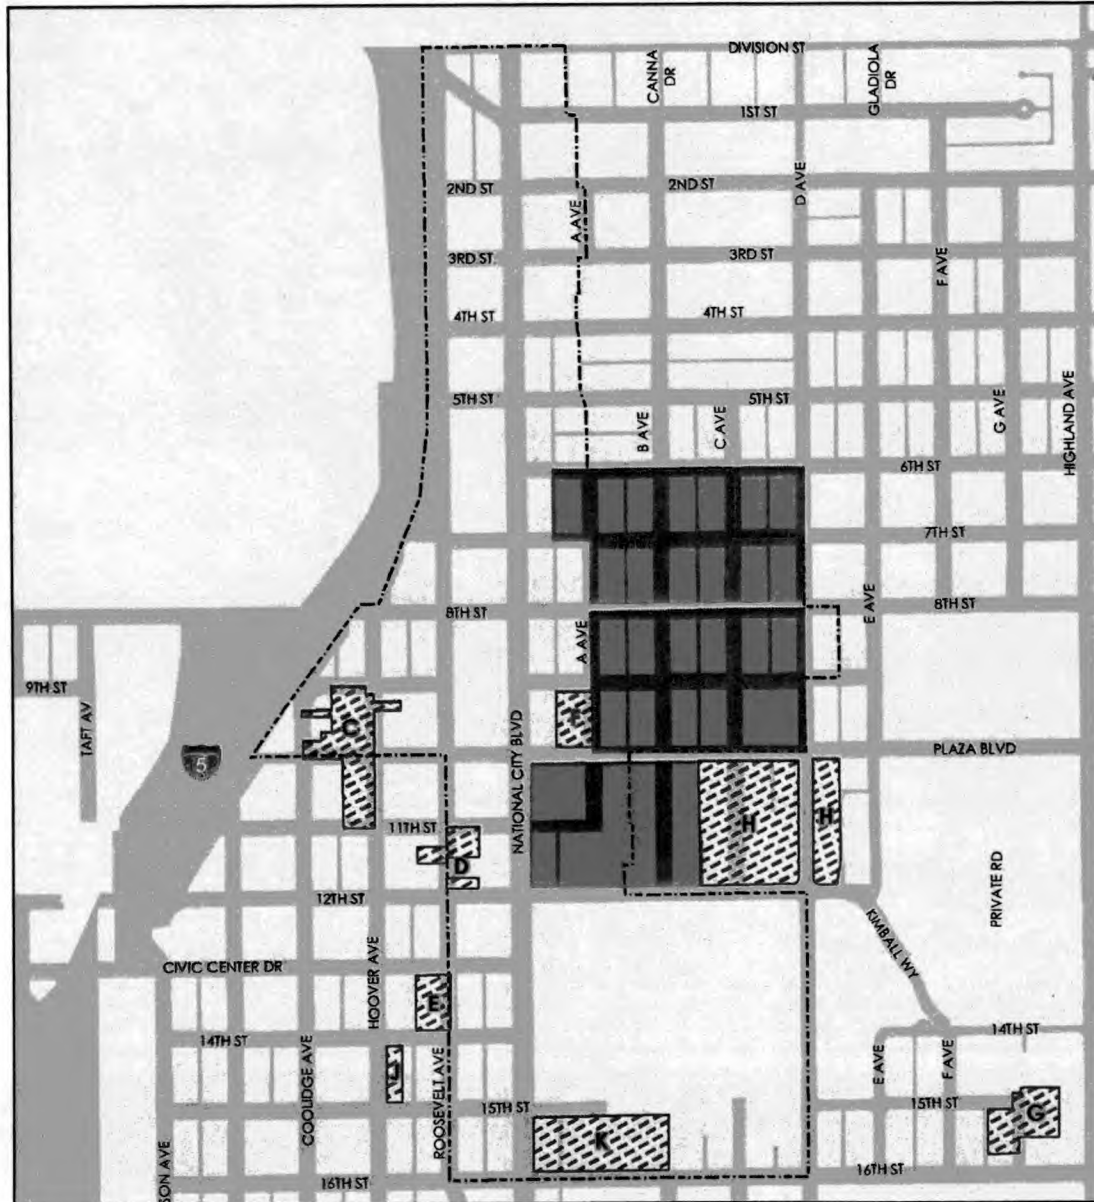 DIVISION ST
CANNA
DR
GLADIOLA
DR
1ST ST
2ND ST
2ND ST
D AVE
A AVE
3RD ST
3RD ST
F AVE
4TH ST
4TH ST
5TH ST
5TH ST
B AVE
C AVE
G AVE
HIGHLAND AVE
6TH ST
7TH ST
8TH ST
8TH ST
E AVE
A AVE
9TH ST
TAFT AV
C
5
NATIONAL CITY BLVD
PLAZA BLVD
H
H
11TH ST
D
12TH ST
PRIVATE RD
KIMBALL WY
CIVIC CENTER DR
HOOVER AVE
E
14TH ST
14TH ST
COOLIDGE AVE
J
ROOSEVELT AVE
E AVE
F AVE
15TH ST
15TH ST
G
K
SON AVE
16TH ST
16TH ST